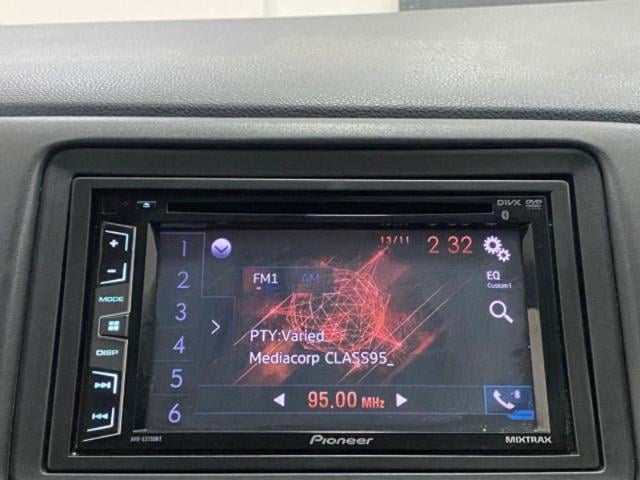 DIVX DVD
13/11 2 32
1
2
3
4
5
6
FM1 AM
EQ
Custom1
PTY:Varied
Mediacorp CLASS95_
95.00 MHz
MODE
DISP
Pioneer
MIXTRAX